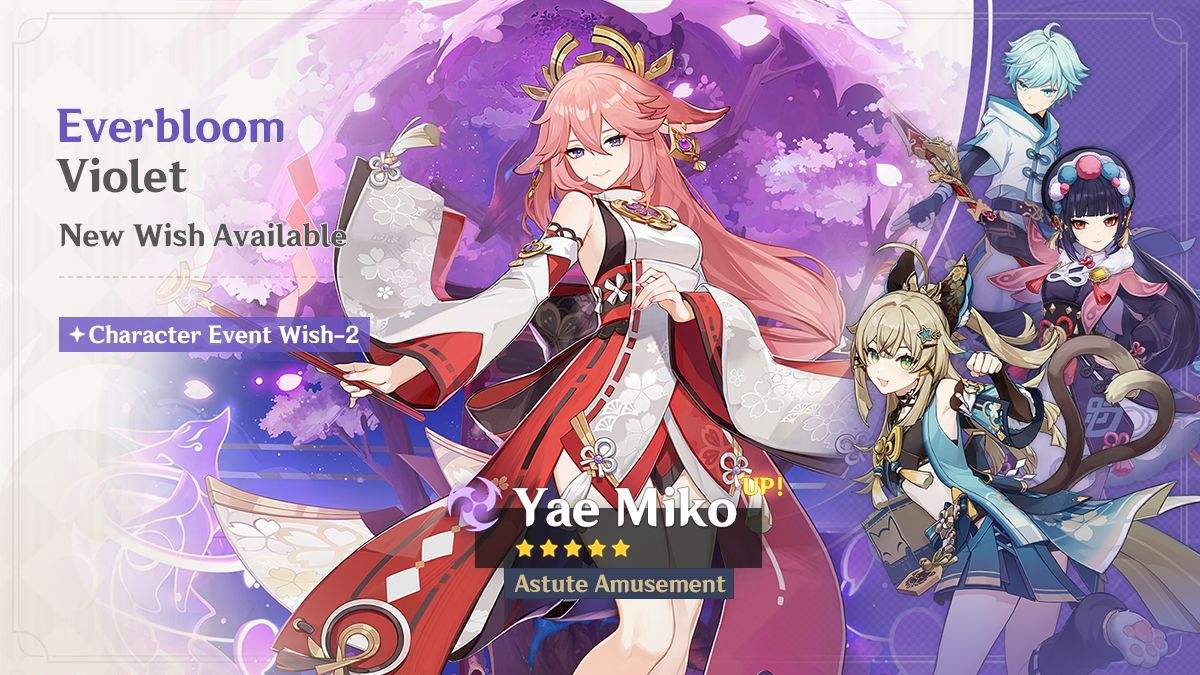 Everbloom
Violet
New Wish Available
✦Character Event Wish-2
UP!
Yae Miko
★★★★★
Astute Amusement